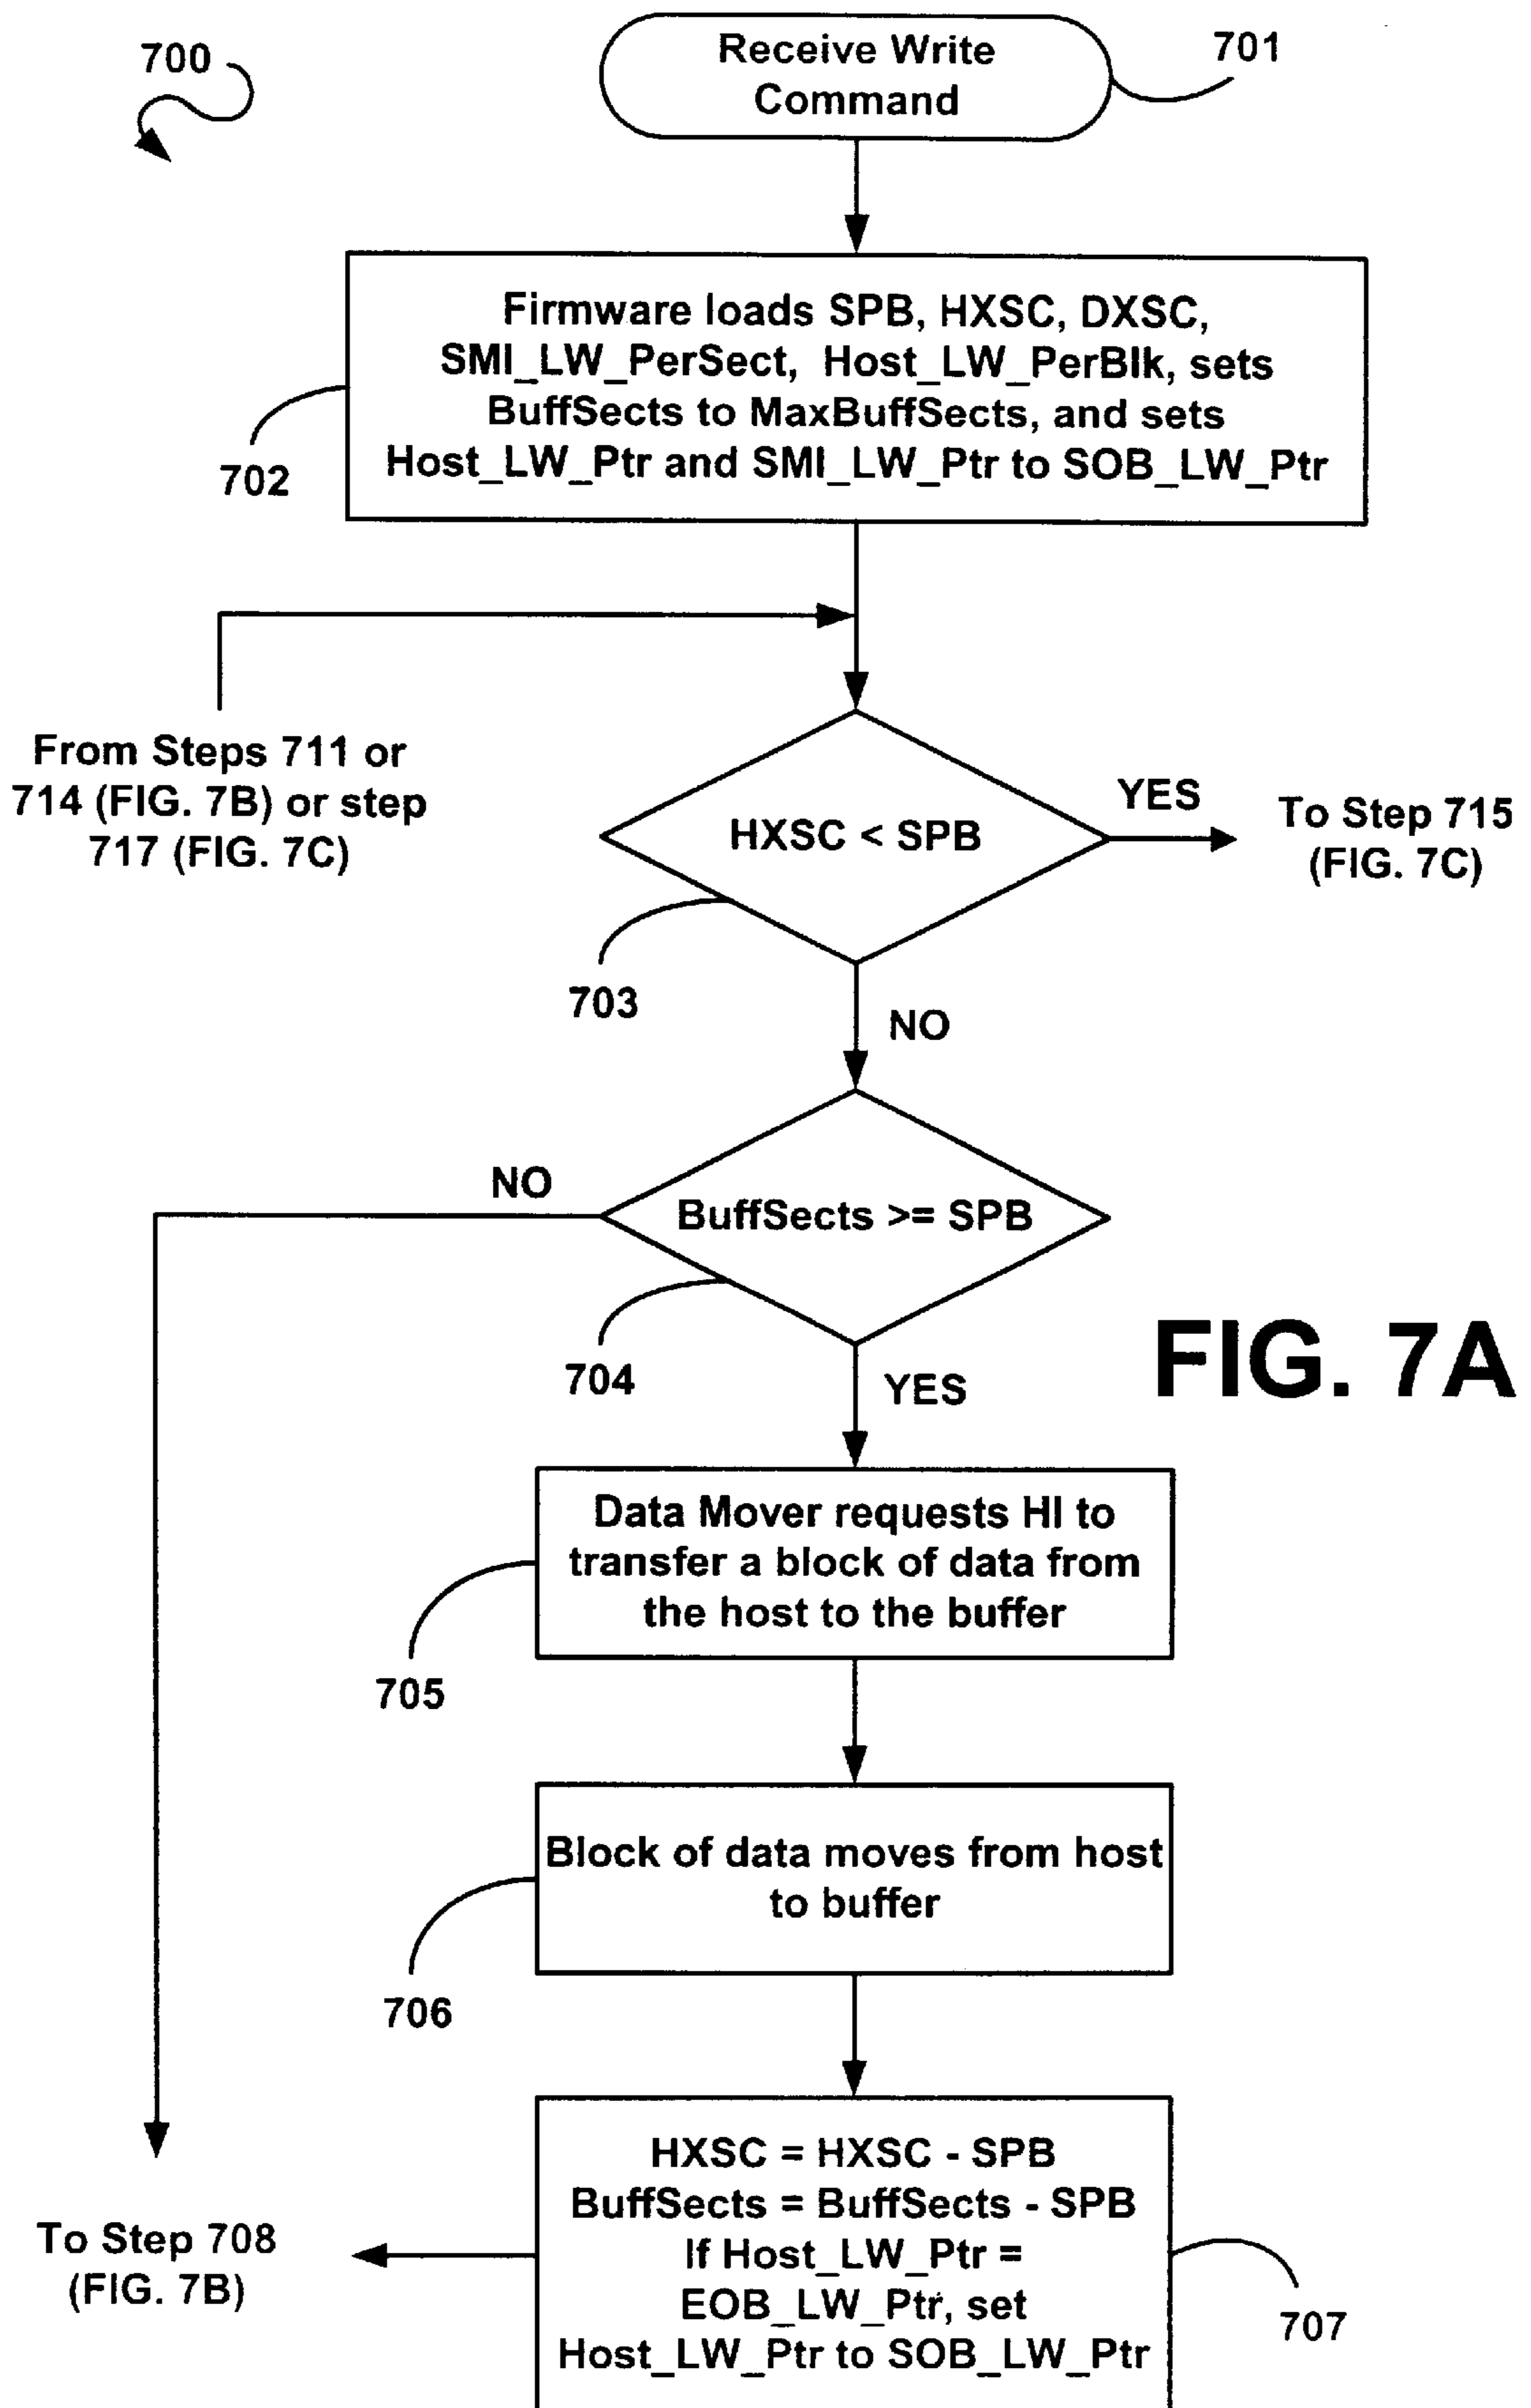 700
Receive Write
Command
701
Firmware loads SPB, HXSC, DXSC,
SMI_LW_PerSect, Host_LW_PerBlk, sets
BuffSects to MaxBuffSects, and sets
Host_LW_Ptr and SMI_LW_Ptr to SOB_LW_Ptr
702
From Steps 711 or
714 (FIG. 7B) or step
717 (FIG. 7C)
HXSC < SPB
YES
To Step 715
(FIG. 7C)
703
NO
NO
BuffSects >= SPB
704
YES
FIG. 7A
Data Mover requests HI to
transfer a block of data from
the host to the buffer
705
Block of data moves from host
to buffer
706
HXSC = HXSC - SPB
BuffSects = BuffSects - SPB
If Host_LW_Ptr =
EOB_LW_Ptr, set
Host_LW_Ptr to SOB_LW_Ptr
707
To Step 708
(FIG. 7B)